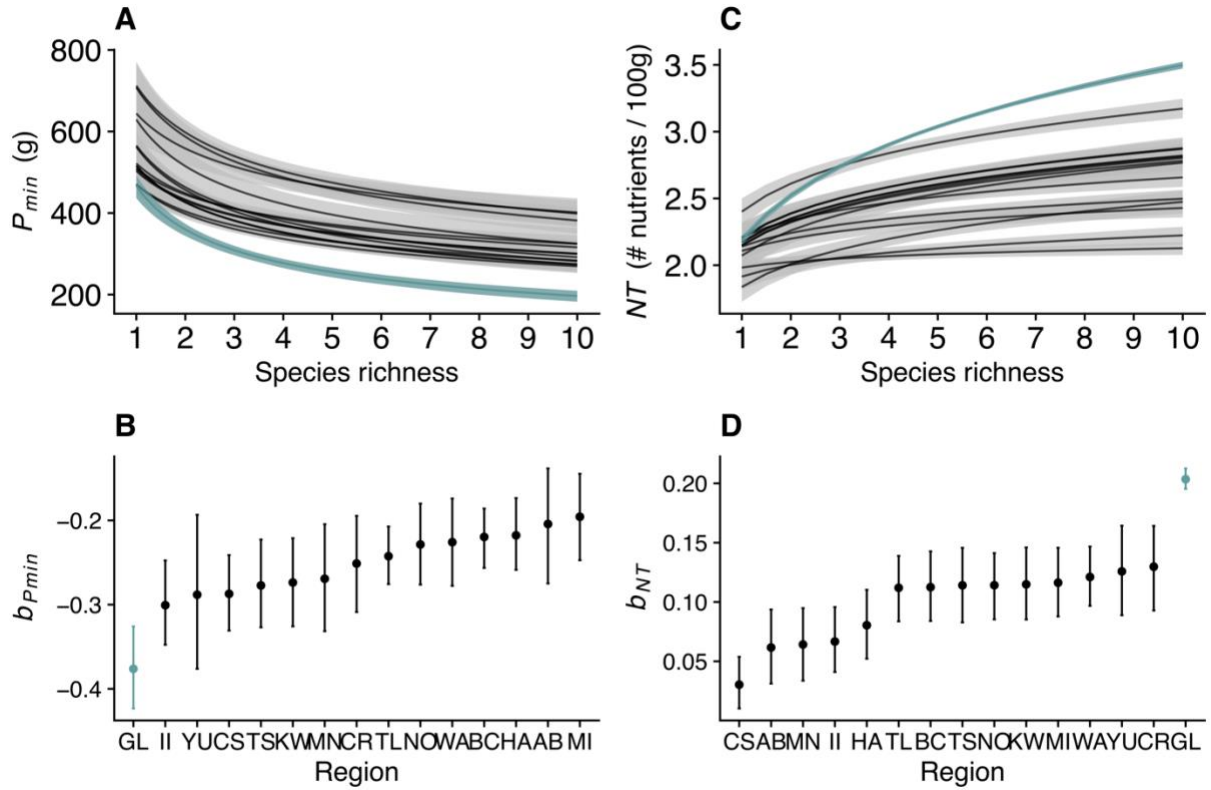 A
P min (g)
800
600
400
200
1 2 3 4 5 6 7 8 9 10
Species richness
C
NT (# nutrients / 100g)
3.5
3.0
2.5
2.0
1 2 3 4 5 6 7 8 9 10
Species richness
B
b Pmin
−0.2
−0.3
−0.4
GL II YU CS TS KW MN CR TL NO WA BC HA AB MI
Region
D
b NT
0.20
0.15
0.10
0.05
CS AB MN II HA TL BC TS NO KW MI WA YU CR GL
Region